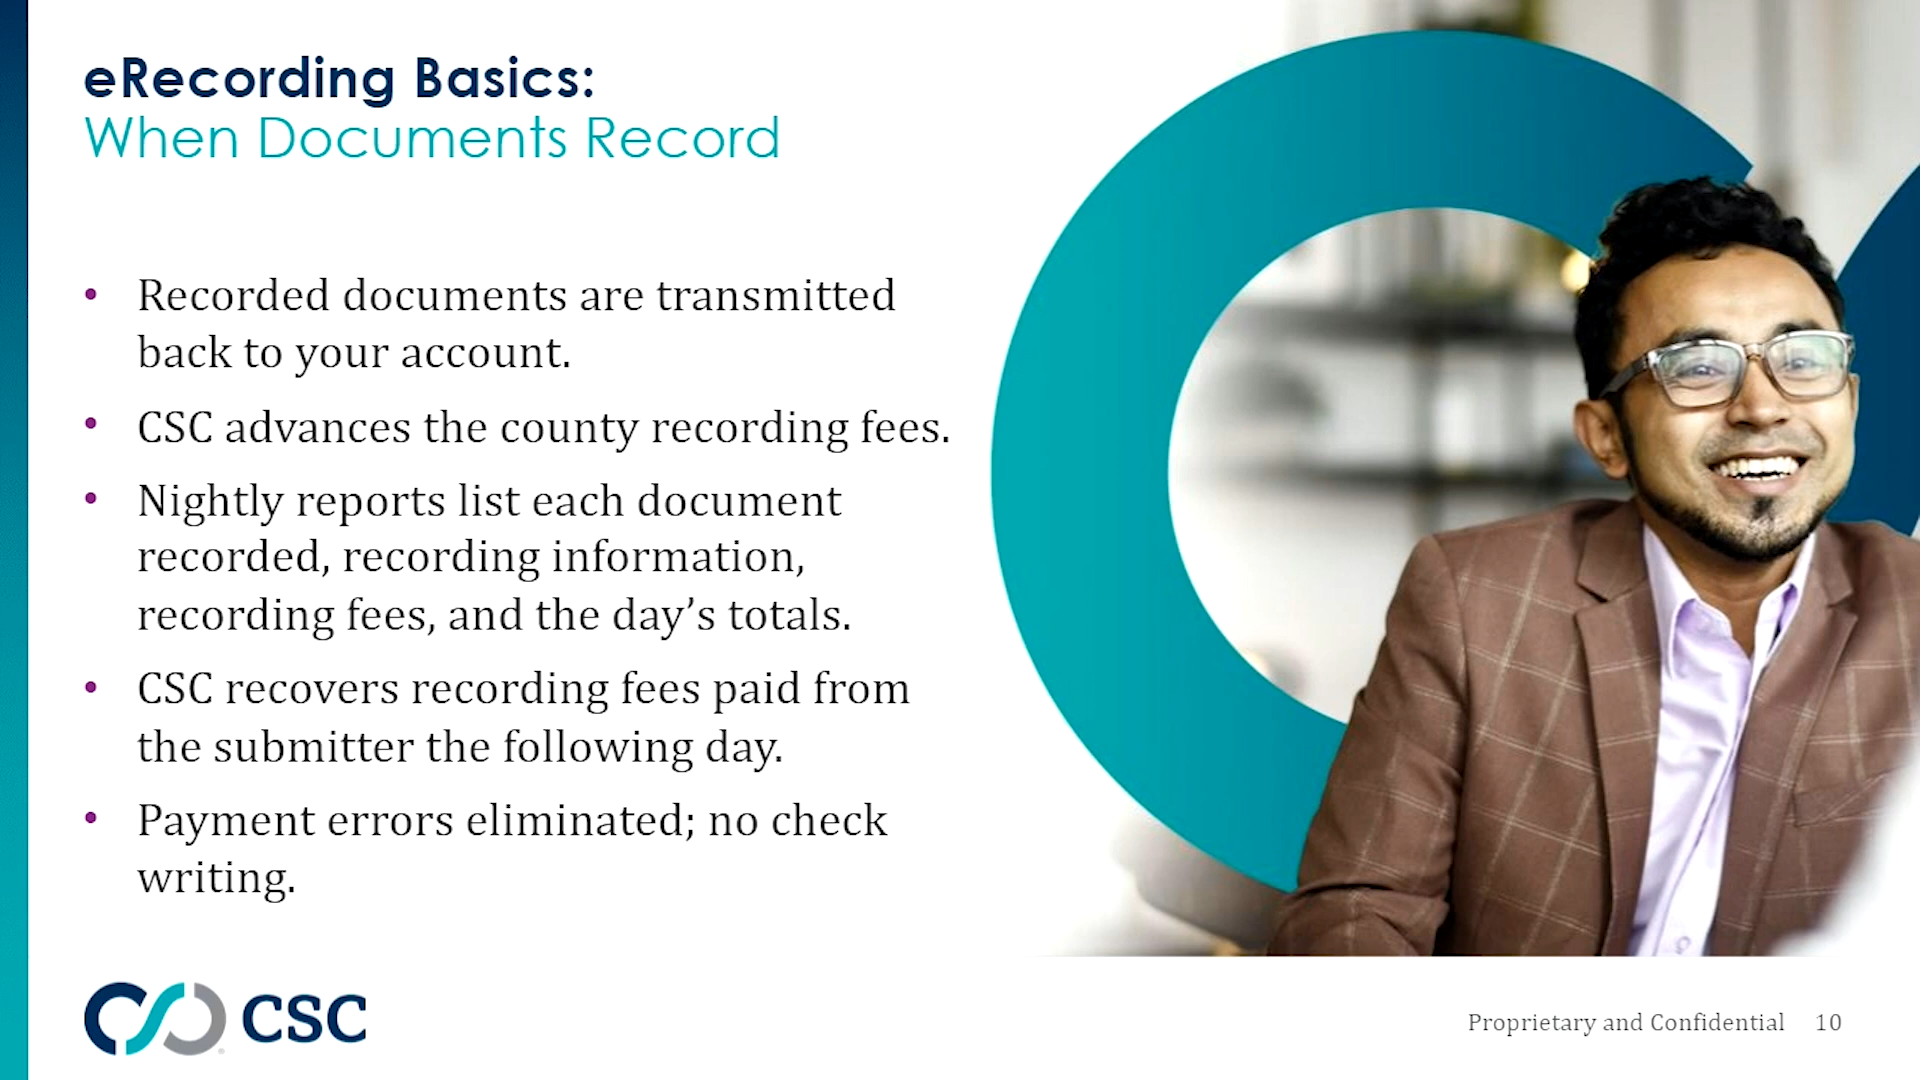 eRecording Basics:
When Documents Record
• Recorded documents are transmitted
back to your account.
• CSC advances the county recording fees.
• Nightly reports list each document
recorded, recording information,
recording fees, and the day’s totals.
• CSC recovers recording fees paid from
the submitter the following day.
• Payment errors eliminated; no check
writing.
CSC
Proprietary and Confidential 10